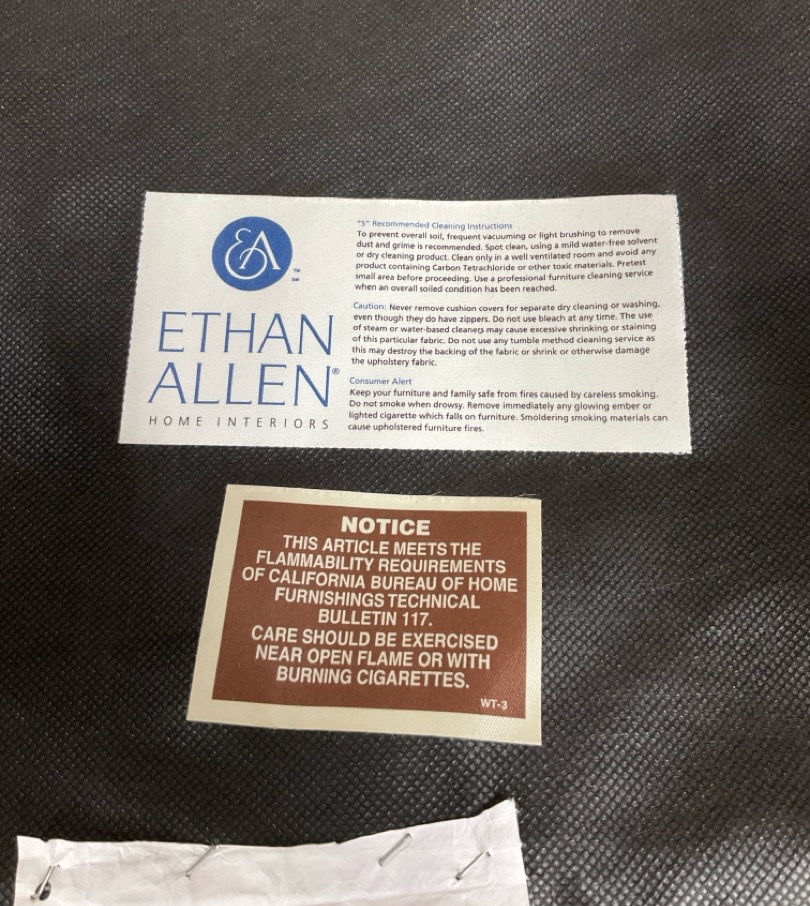 EA
™
℠
ETHAN
ALLEN®
HOME INTERIORS
"S" Recommended Cleaning Instructions
To prevent overall soil, frequent vacuuming or light brushing to remove
dust and grime is recommended. Spot clean, using a mild water-free solvent
or dry cleaning product. Clean only in a well ventilated room and avoid any
product containing Carbon Tetrachloride or other toxic materials. Pretest
small area before proceeding. Use a professional furniture cleaning service
when an overall soiled condition has been reached.
Caution: Never remove cushion covers for separate dry cleaning or washing,
even though they do have zippers. Do not use bleach at any time. The use
of steam or water-based cleaners may cause excessive shrinking or staining
of this particular fabric. Do not use any tumble method cleaning service as
this may destroy the backing of the fabric or shrink or otherwise damage
the upholstery fabric.
Consumer Alert
Keep your furniture and family safe from fires caused by careless smoking.
Do not smoke when drowsy. Remove immediately any glowing ember or
lighted cigarette which falls on furniture. Smoldering smoking materials can
cause upholstered furniture fires.
NOTICE
THIS ARTICLE MEETS THE
FLAMMABILITY REQUIREMENTS
OF CALIFORNIA BUREAU OF HOME
FURNISHINGS TECHNICAL
BULLETIN 117.
CARE SHOULD BE EXERCISED
NEAR OPEN FLAME OR WITH
BURNING CIGARETTES.
WT-3